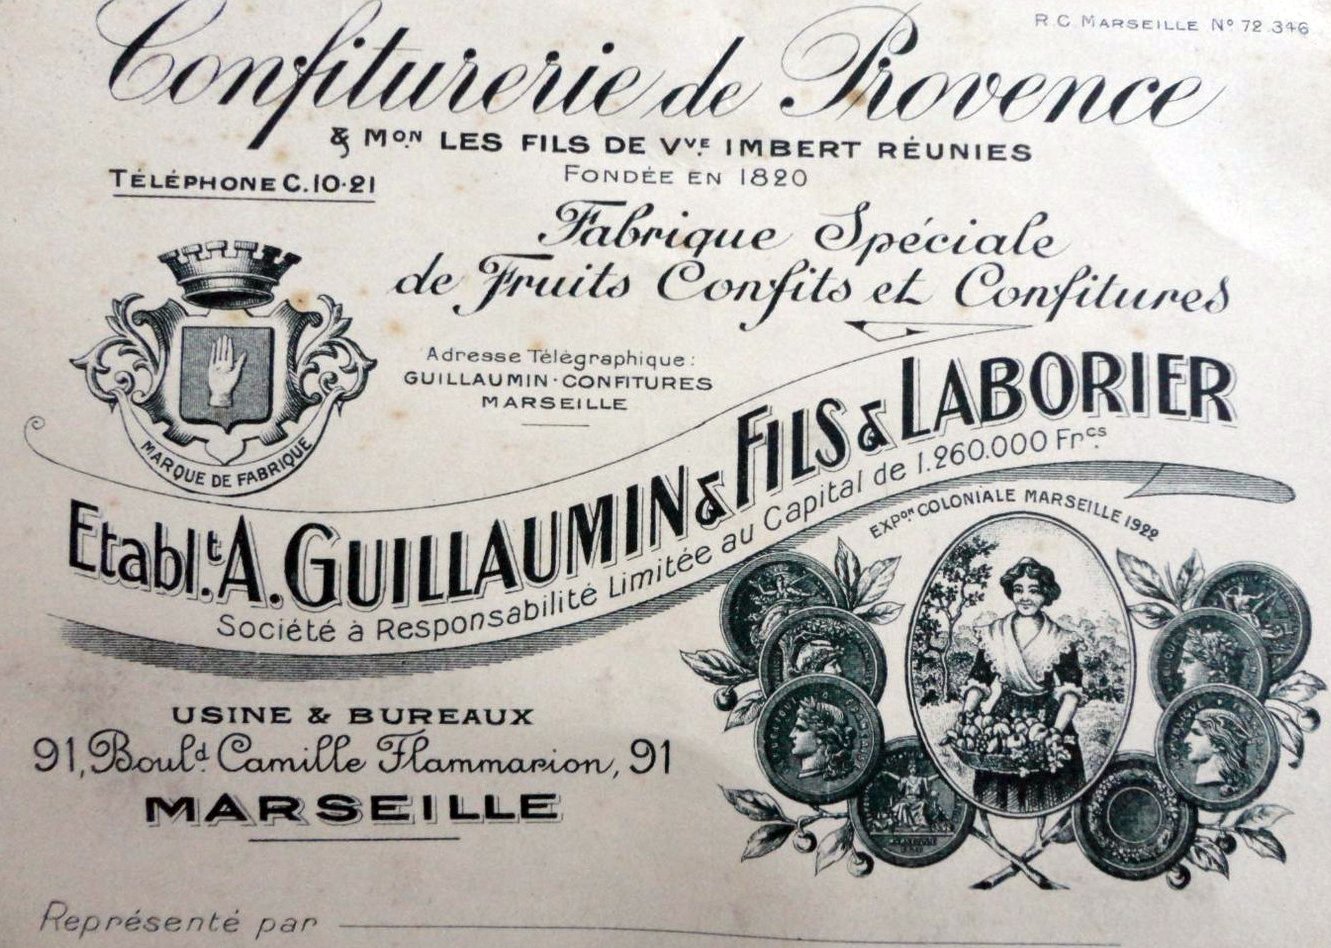 R.C. MARSEILLE Nº 72.346
Confiturerie de Provence
& MON LES FILS DE VVE IMBERT RÉUNIES
FONDÉE EN 1820
TÉLÉPHONE C.10-21
Fabrique Spéciale
de Fruits Confits et Confitures
Adresse Télégraphique :
GUILLAUMIN-CONFITURES
MARSEILLE
MARQUE DE FABRIQUE
Etabl.t A. GUILLAUMIN & FILS & LABORIER
Société à Responsabilité Limitée au Capital de 1.260.000 Frcs
EXPON COLONIALE MARSEILLE 1922
USINE & BUREAUX
91, Bould Camille Flammarion, 91
MARSEILLE
Représenté par